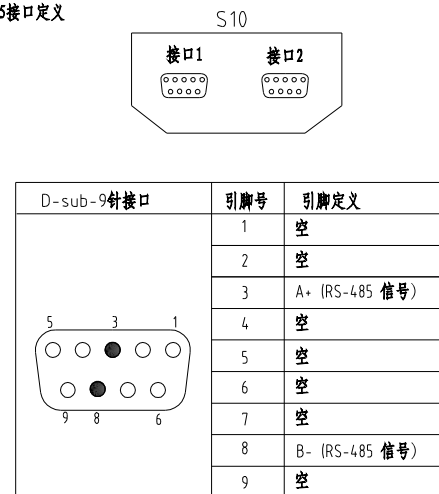 5接口定义
S10
接口1 接口2
D-sub-9针接口 引脚号 引脚定义
1 空
2 空
3 A+ (RS-485 信号)
4 空
5 空
6 空
7 空
8 B- (RS-485 信号)
9 空
5 3 1
9 8 6